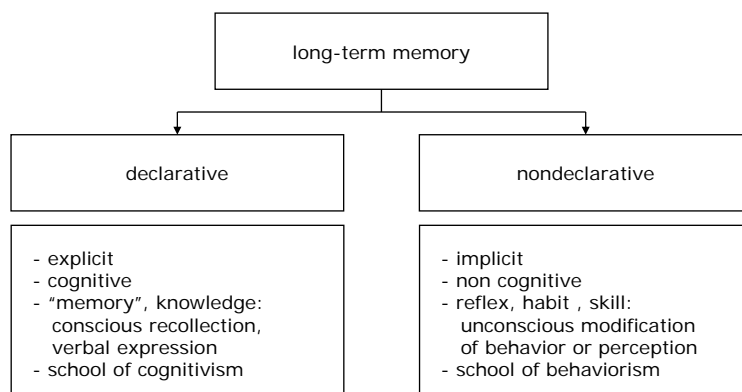 long-term memory
declarative
nondeclarative
- explicit
- cognitive
- "memory", knowledge:
conscious recollection,
verbal expression
- school of cognitivism
- implicit
- non cognitive
- reflex, habit , skill:
unconscious modification
of behavior or perception
- school of behaviorism